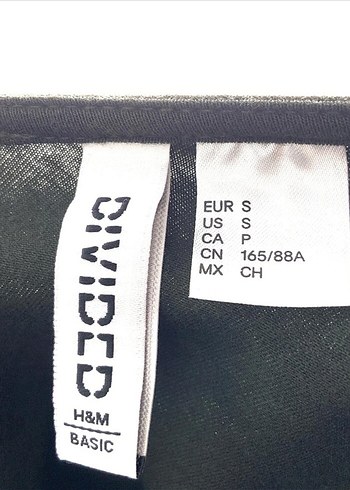 DIVIDED
H&M
BASIC
EUR S
US S
CA P
CN 165/88A
MX CH